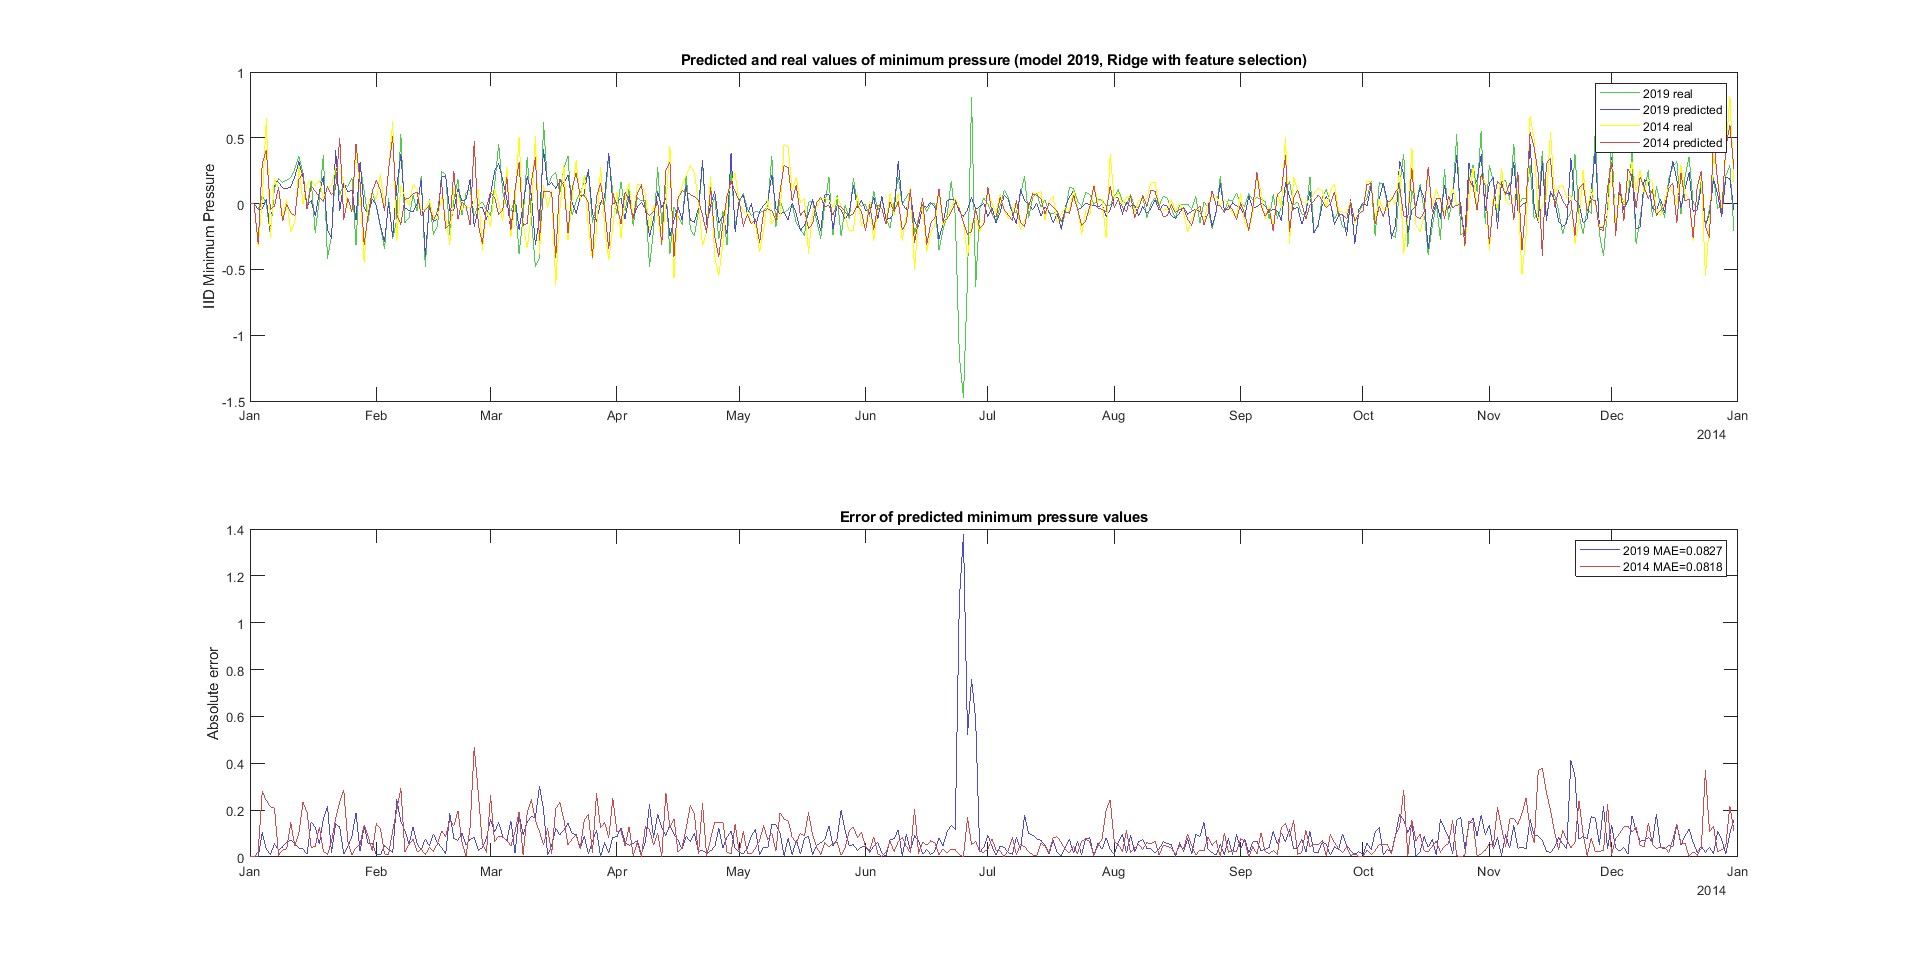 Predicted and real values of minimum pressure (model 2019, Ridge with feature selection)
IID Minimum Pressure
1
0.5
0
-0.5
-1
-1.5
2019 real
2019 predicted
2014 real
2014 predicted
Jan Feb Mar Apr May Jun Jul Aug Sep Oct Nov Dec Jan
2014
Error of predicted minimum pressure values
Absolute error
1.4
1.2
1
0.8
0.6
0.4
0.2
0
2019 MAE=0.0827
2014 MAE=0.0818
Jan Feb Mar Apr May Jun Jul Aug Sep Oct Nov Dec Jan
2014